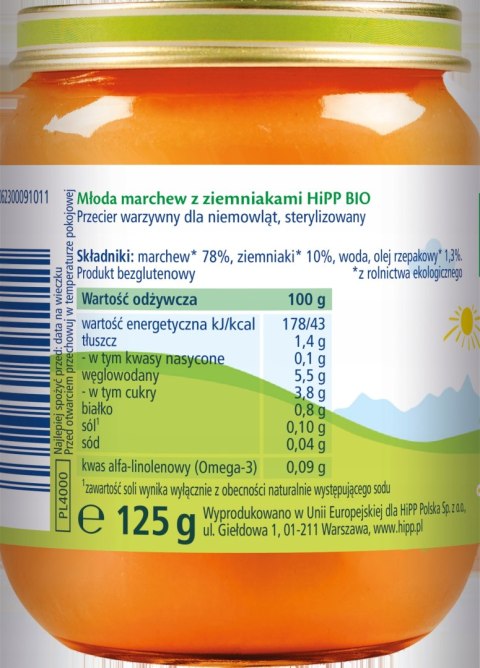 062300091011
Najlepiej spożyć przed: data na wieczku
Przed otwarciem przechowuj w temperaturze pokojowej
PL4000
Młoda marchew z ziemniakami HiPP BIO
Przecier warzywny dla niemowląt, sterylizowany
Składniki: marchew* 78%, ziemniaki* 10%, woda, olej rzepakowy* 1,3%.
Produkt bezglutenowy *z rolnictwa ekologicznego
Wartość odżywcza 100 g
wartość energetyczna kJ/kcal 178/43
tłuszcz 1,4 g
- w tym kwasy nasycone 0,1 g
węglowodany 5,5 g
- w tym cukry 3,8 g
białko 0,8 g
sól¹ 0,10 g
sód 0,04 g
kwas alfa-linolenowy (Omega-3) 0,09 g
¹zawartość soli wynika wyłącznie z obecności naturalnie występującego sodu
℮ 125 g
Wyprodukowano w Unii Europejskiej dla HiPP Polska Sp. z o.o.,
ul. Giełdowa 1, 01-211 Warszawa, www.hipp.pl